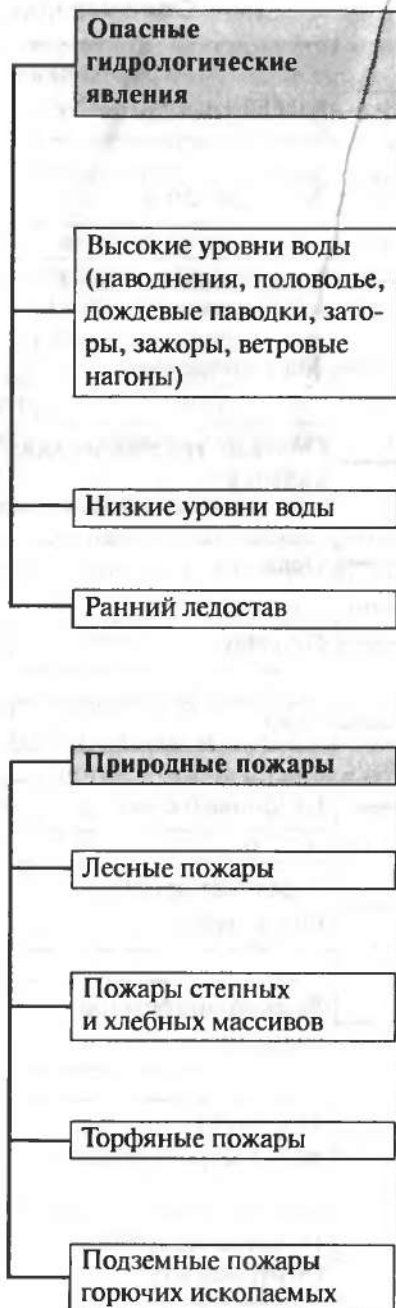 Опасные
гидрологические
явления
Высокие уровни воды
(наводнения, половодье,
дождевые паводки, зато-
ры, зажоры, ветровые
нагоны)
Низкие уровни воды
Ранний ледостав
Природные пожары
Лесные пожары
Пожары степных
и хлебных массивов
Торфяные пожары
Подземные пожары
горючих ископаемых